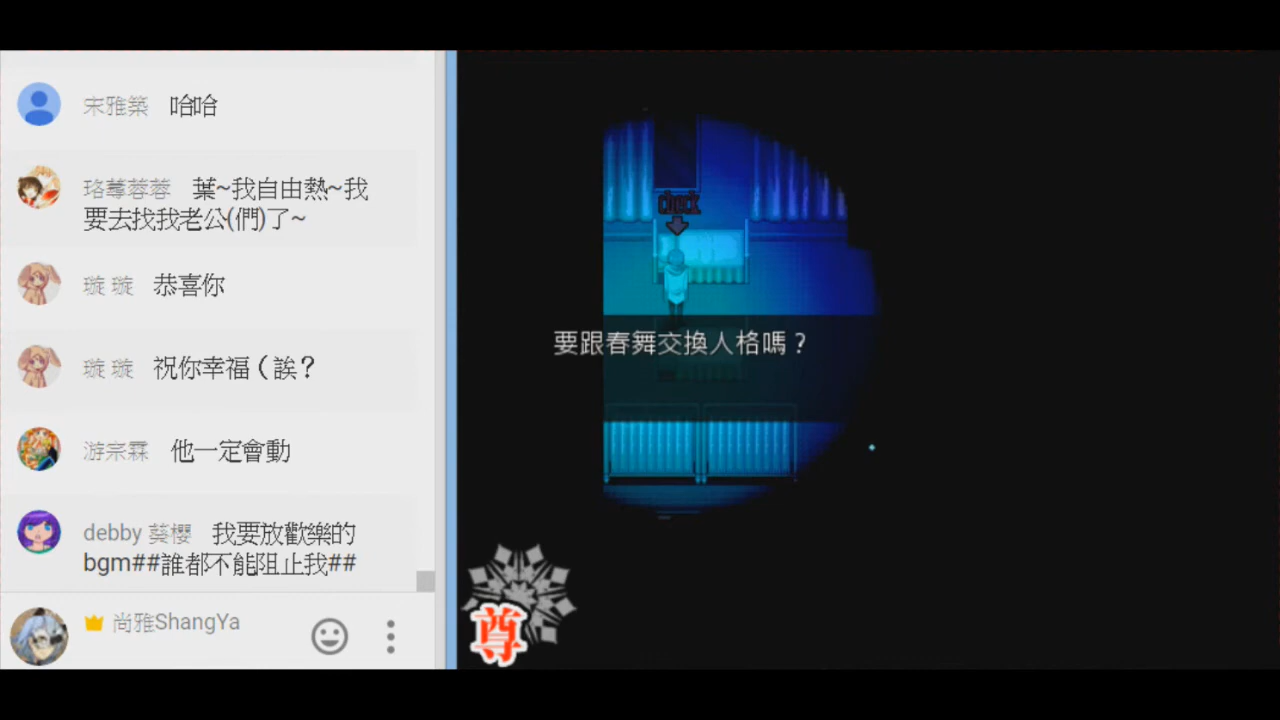 宋雅築 哈哈
珞蕚蓉蓉 葉~我自由熱~我
要去找我老公(們)了~
璇 璇 恭喜你
璇 璇 祝你幸福 ( 誒？
游宗霖 他一定會動
debby 葵櫻 我要放歡樂的
bgm##誰都不能阻止我##
尚雅ShangYa
check
要跟春舞交換人格嗎？
尊